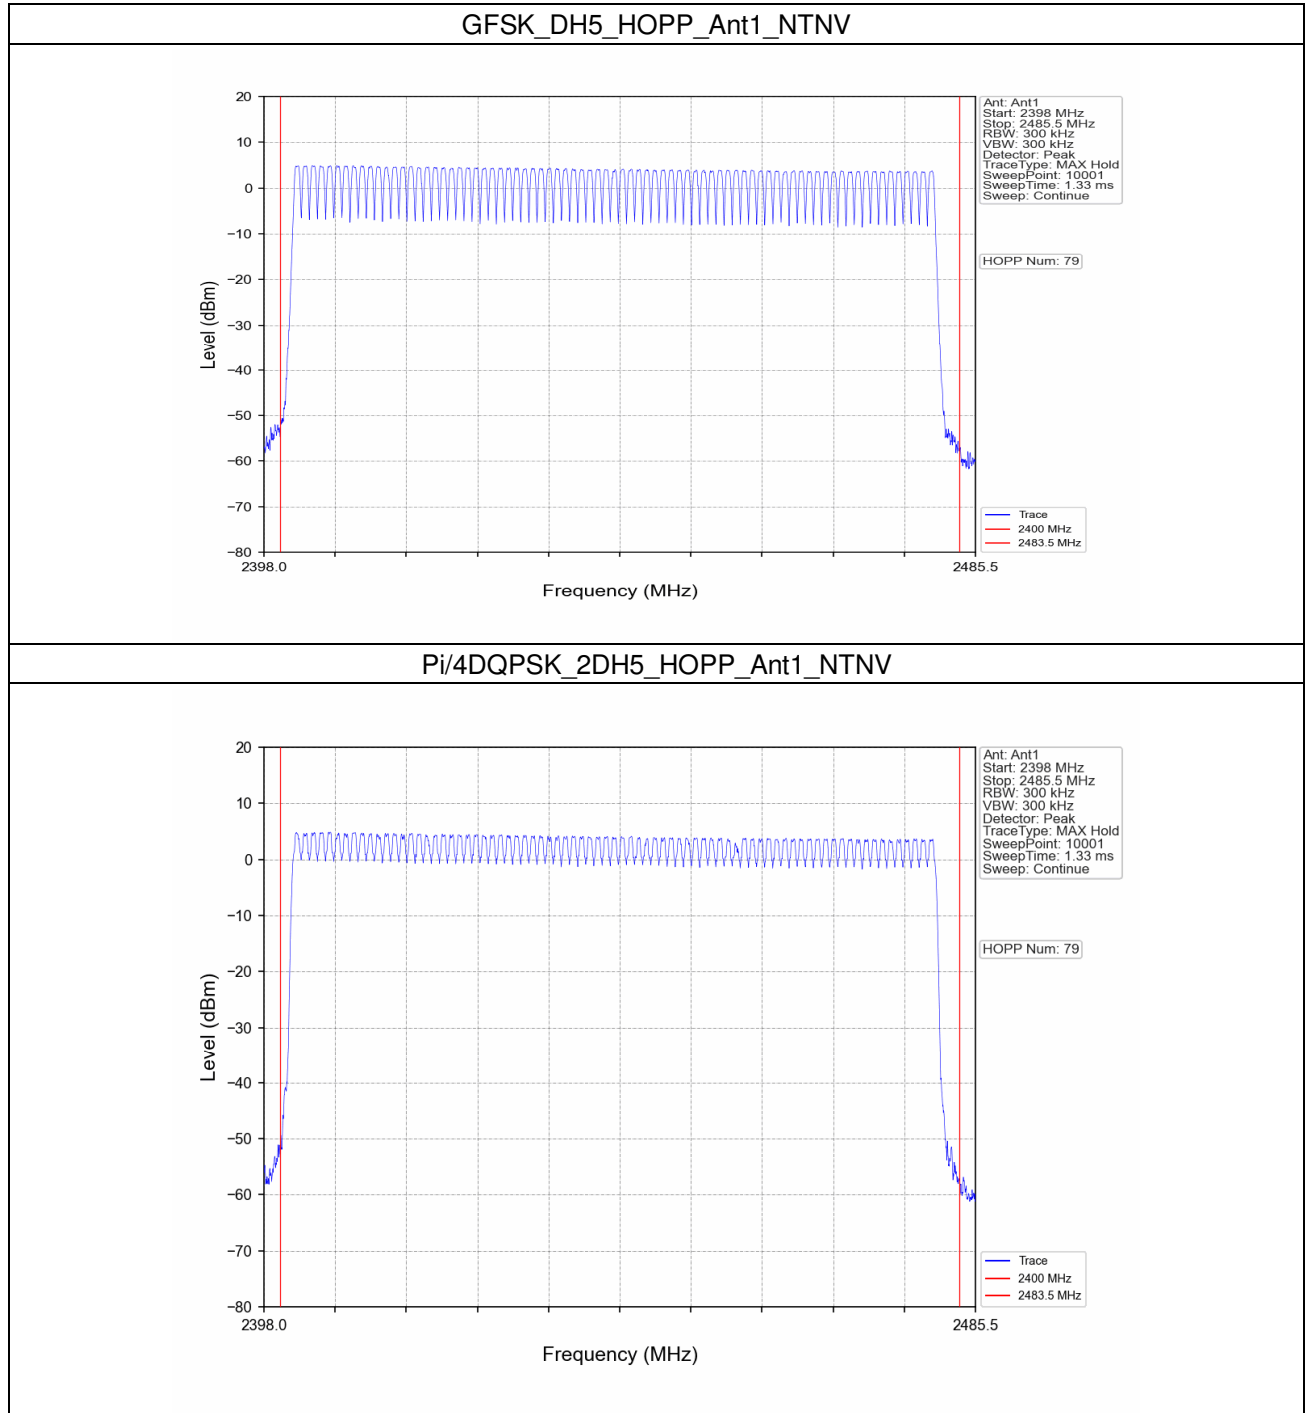 GFSK_DH5_HOPP_Ant1_NTNV
20
10
0
−10
−20
−30
−40
−50
−60
−70
−80
Level (dBm)
2398.0
2485.5
Frequency (MHz)
Ant: Ant1
Start: 2398 MHz
Stop: 2485.5 MHz
RBW: 300 kHz
VBW: 300 kHz
Detector: Peak
TraceType: MAX Hold
SweepPoint: 10001
SweepTime: 1.33 ms
Sweep: Continue
HOPP Num: 79
Trace
2400 MHz
2483.5 MHz
Pi/4DQPSK_2DH5_HOPP_Ant1_NTNV
20
10
0
−10
−20
−30
−40
−50
−60
−70
−80
Level (dBm)
2398.0
2485.5
Frequency (MHz)
Ant: Ant1
Start: 2398 MHz
Stop: 2485.5 MHz
RBW: 300 kHz
VBW: 300 kHz
Detector: Peak
TraceType: MAX Hold
SweepPoint: 10001
SweepTime: 1.33 ms
Sweep: Continue
HOPP Num: 79
Trace
2400 MHz
2483.5 MHz